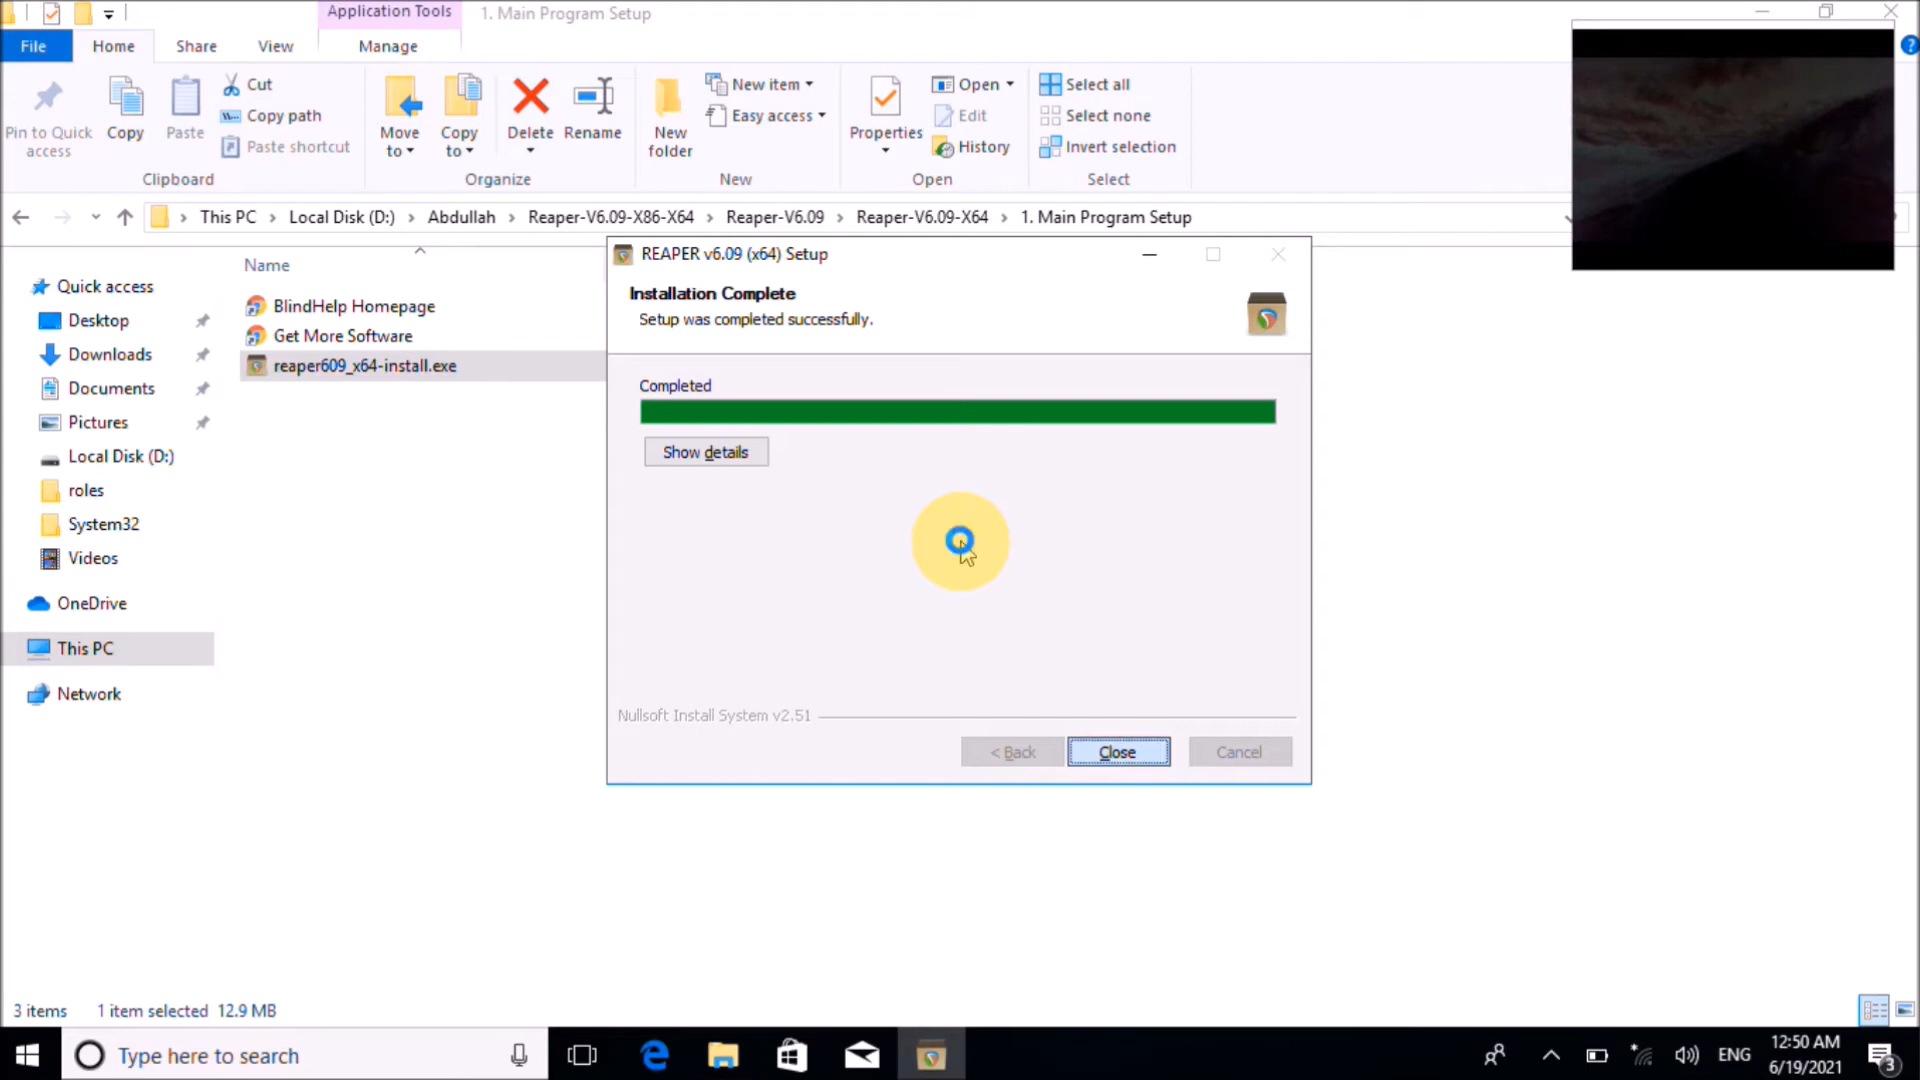 Application Tools
1. Main Program Setup
File
Home
Share
View
Manage
Pin to Quick access
Copy
Paste
Cut
Copy path
Paste shortcut
Clipboard
Move to
Copy to
Delete
Rename
Organize
New folder
New item
Easy access
New
Properties
Open
Edit
History
Open
Select all
Select none
Invert selection
Select
This PC > Local Disk (D:) > Abdullah > Reaper-V6.09-X86-X64 > Reaper-V6.09 > Reaper-V6.09-X64 > 1. Main Program Setup
Name
BlindHelp Homepage
Get More Software
reaper609_x64-install.exe
Quick access
Desktop
Downloads
Documents
Pictures
Local Disk (D:)
roles
System32
Videos
OneDrive
This PC
Network
REAPER v6.09 (x64) Setup
Installation Complete
Setup was completed successfully.
Completed
Show details
Nullsoft Install System v2.51
< Back
Close
Cancel
3 items
1 item selected 12.9 MB
Type here to search
ENG
12:50 AM
6/19/2021
3